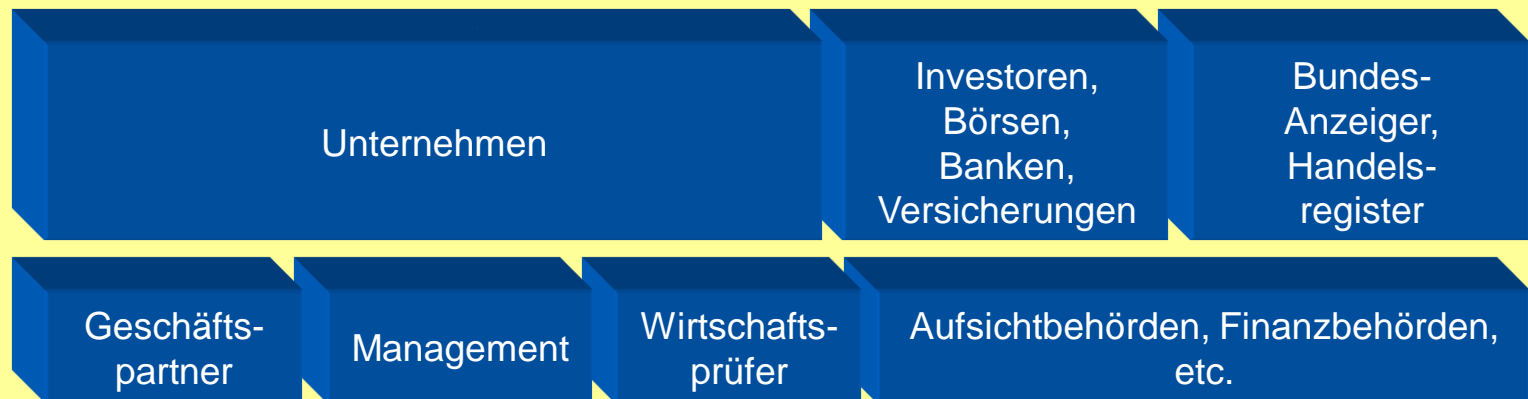 Unternehmen
Investoren,
Börsen,
Banken,
Versicherungen
Bundes-
Anzeiger,
Handels-
register
Geschäfts-
partner
Management
Wirtschafts-
prüfer
Aufsichtbehörden, Finanzbehörden,
etc.